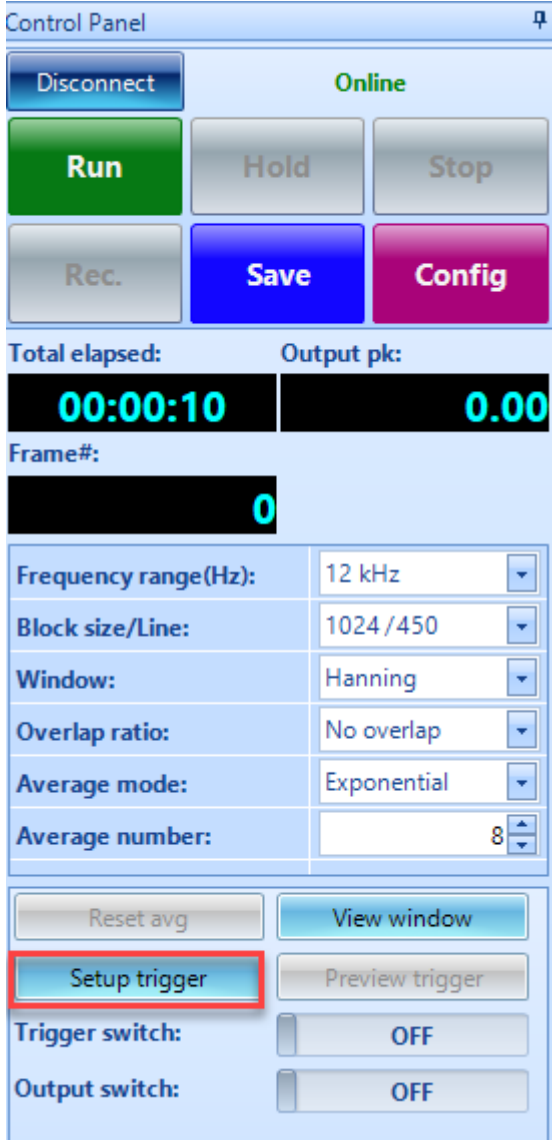 Control Panel
Disconnect Online
Run Hold Stop
Rec. Save Config
Total elapsed: Output pk:
00:00:10 0.00
Frame#:
0
Frequency range(Hz): 12 kHz
Block size/Line: 1024/450
Window: Hanning
Overlap ratio: No overlap
Average mode: Exponential
Average number: 8
Reset avg View window
Setup trigger Preview trigger
Trigger switch: OFF
Output switch: OFF